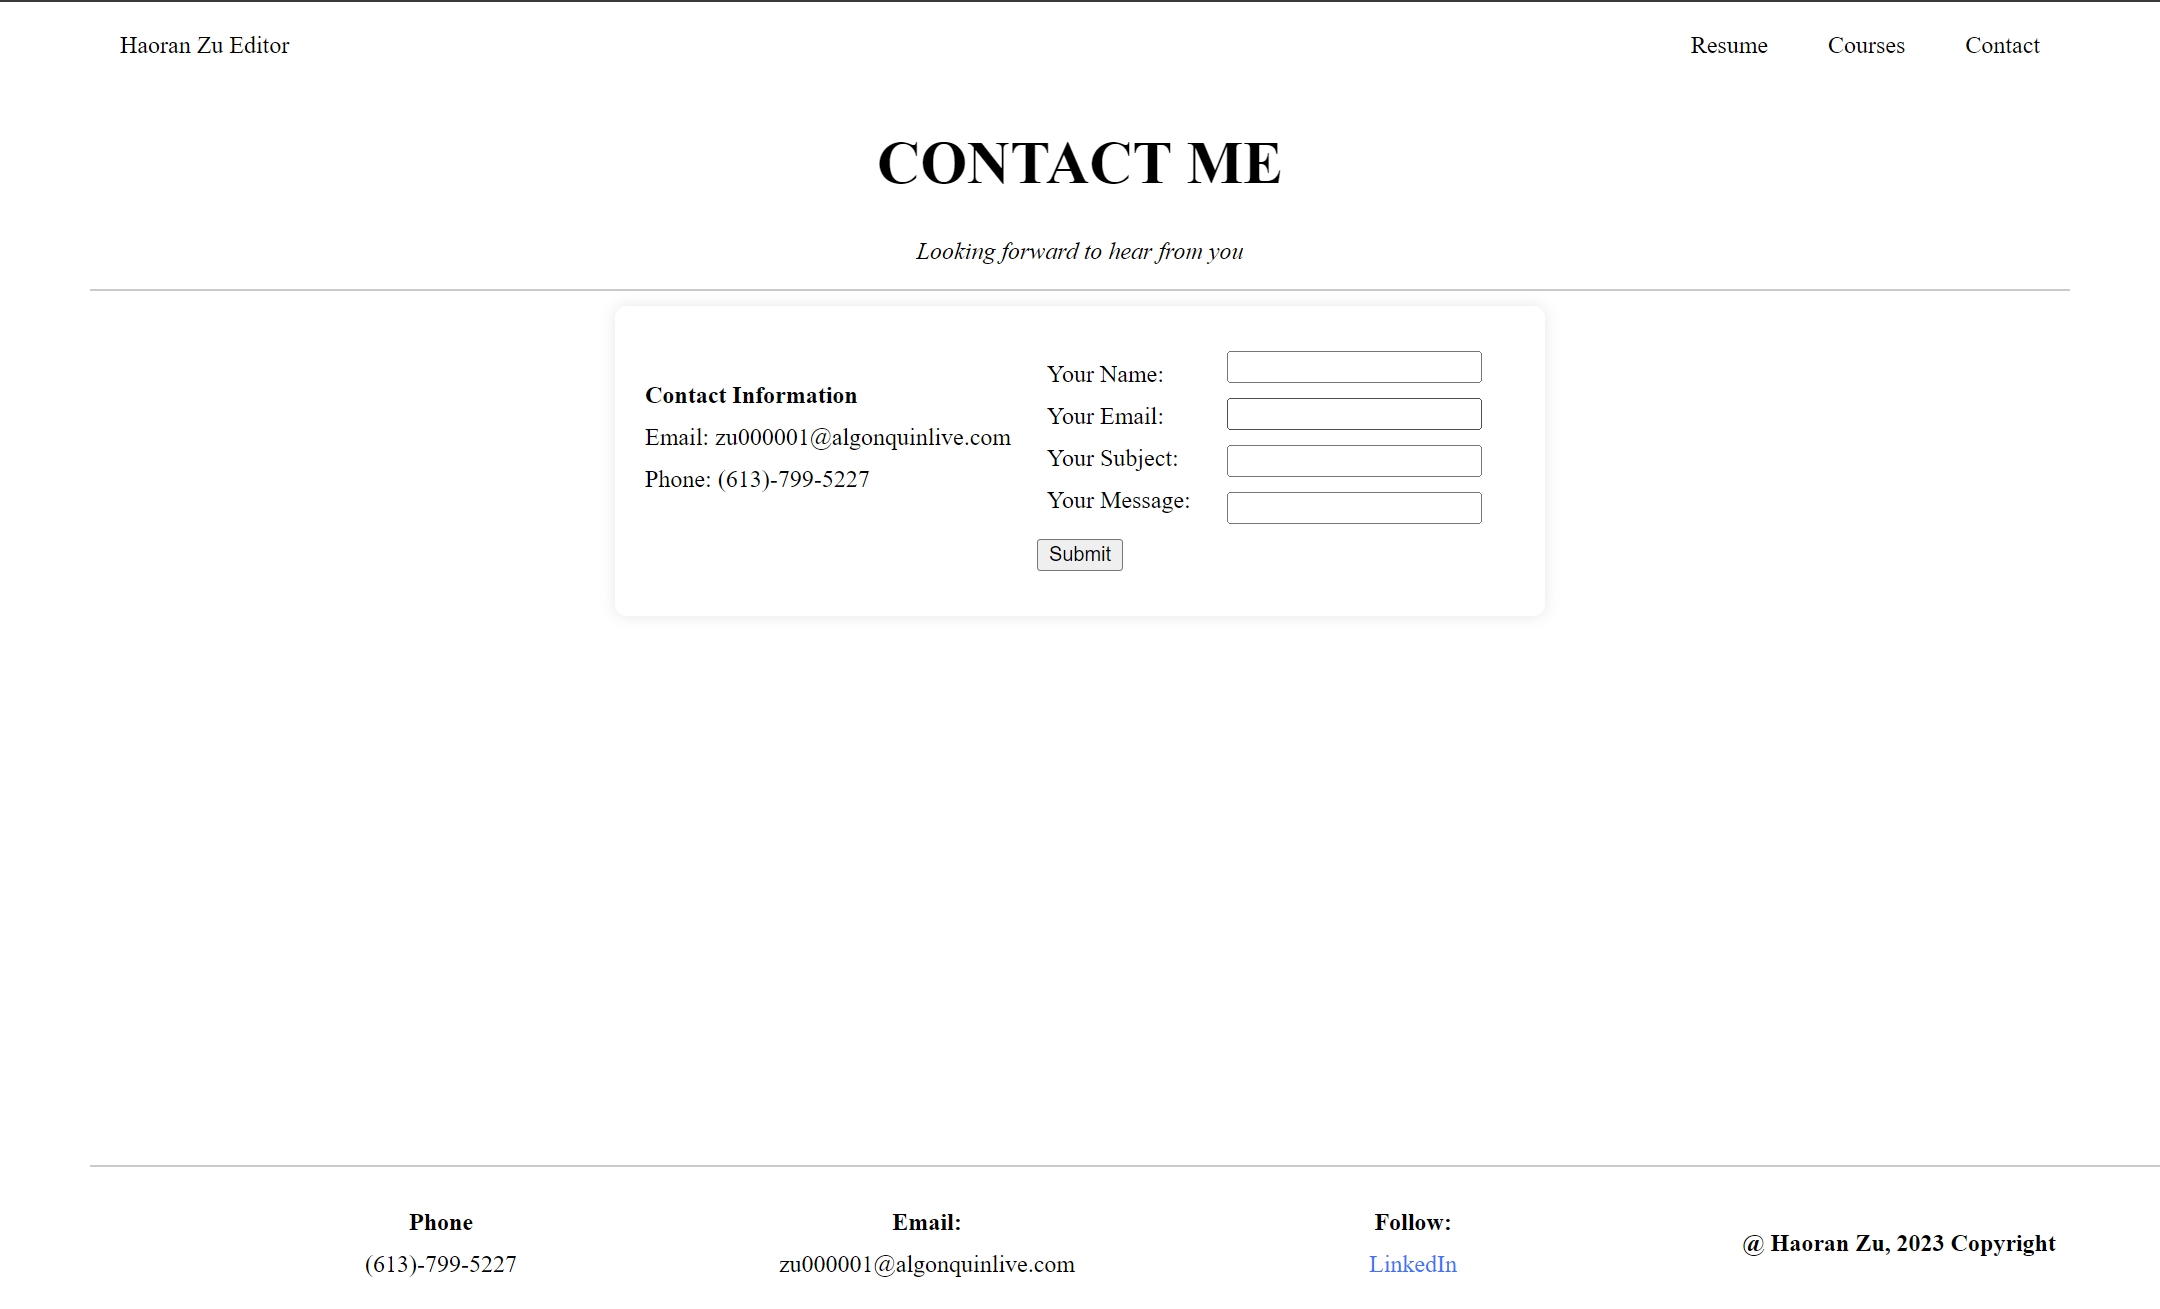 Haoran Zu Editor
Resume
Courses
Contact
CONTACT ME
Looking forward to hear from you
Contact Information
Email: zu000001@algonquinlive.com
Phone: (613)-799-5227
Your Name:
Your Email:
Your Subject:
Your Message:
Submit
Phone
(613)-799-5227
Email:
zu000001@algonquinlive.com
Follow:
LinkedIn
@ Haoran Zu, 2023 Copyright